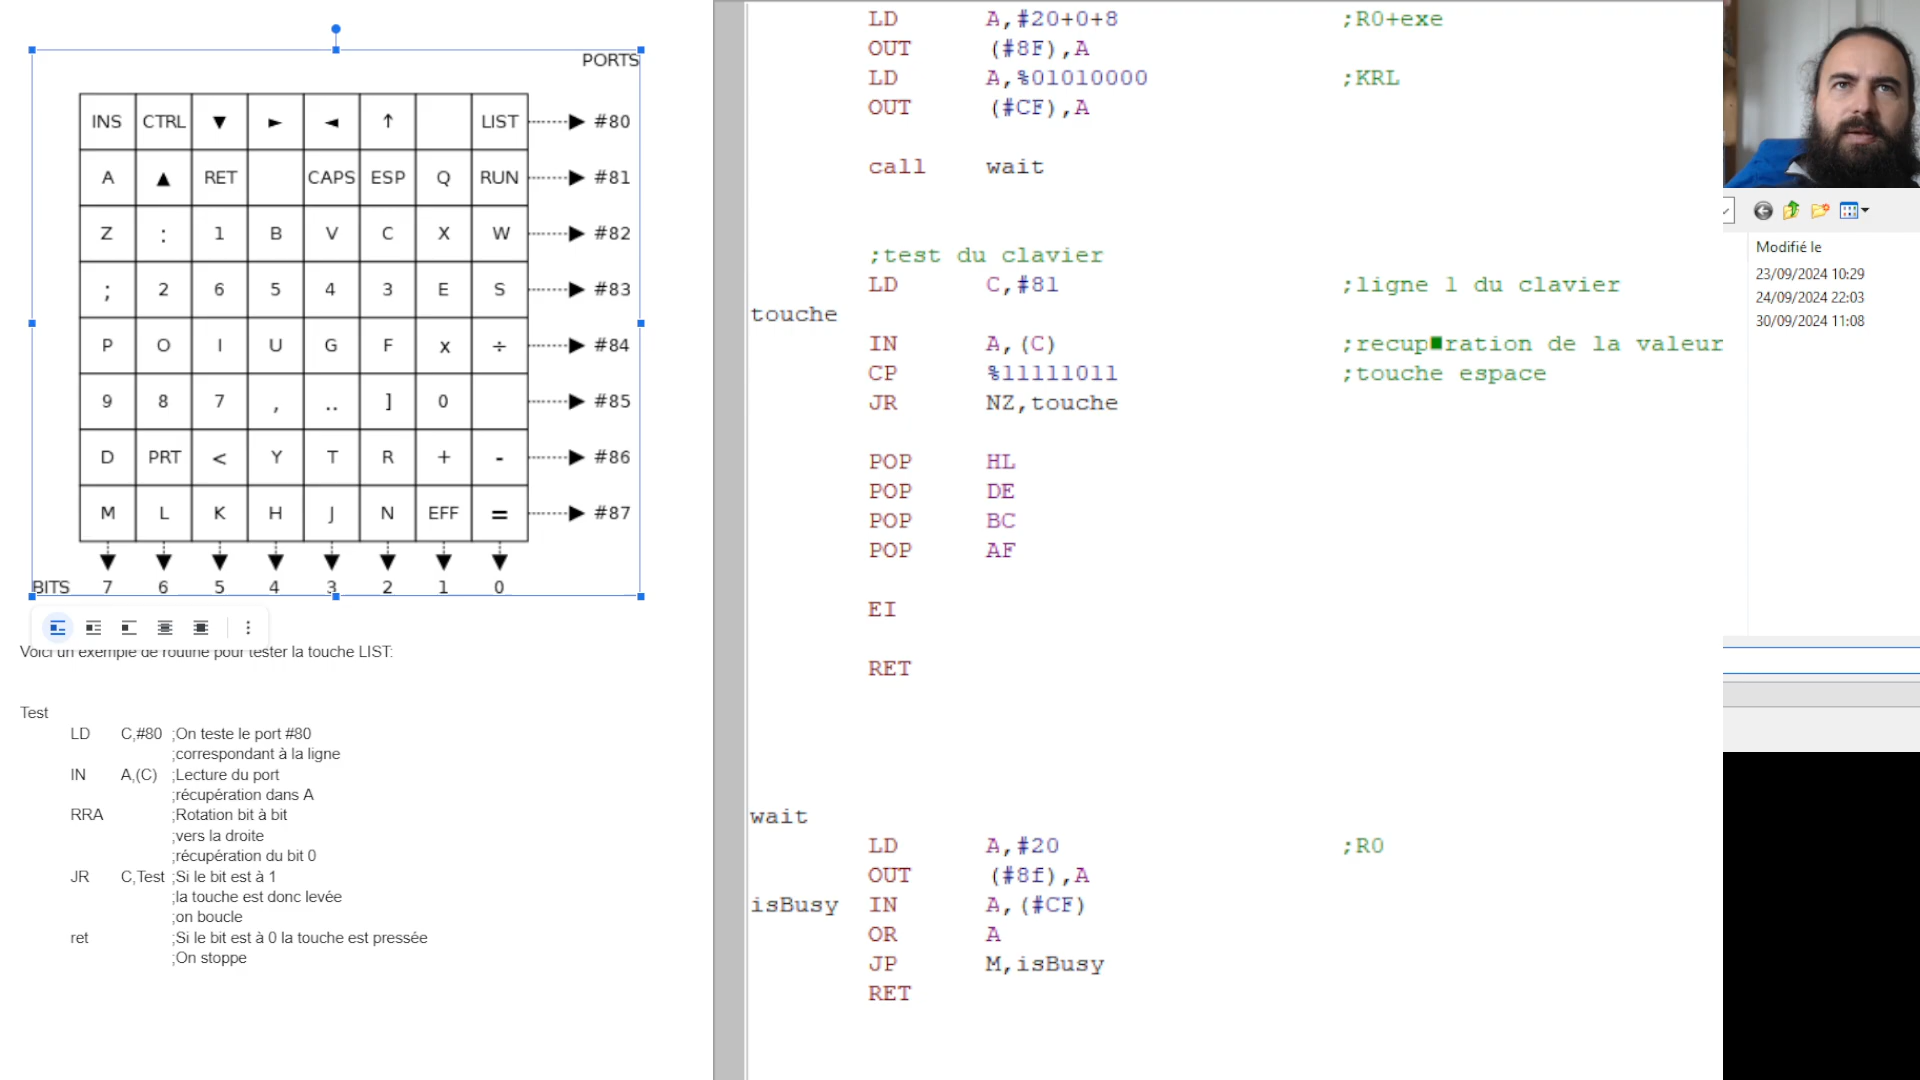 PORTS
INS CTRL ▼ ► ◄ ↑ LIST #80
A ▲ RET CAPS ESP Q RUN #81
Z : 1 B V C X W #82
; 2 6 5 4 3 E S #83
P O I U G F x ÷ #84
9 8 7 , .. ] 0 #85
D PRT < Y T R + - #86
M L K H J N EFF = #87
BITS 7 6 5 4 3 2 1 0
Voici un exemple de routine pour tester la touche LIST:
Test
LD C,#80 ;On teste le port #80
;correspondant à la ligne
IN A,(C) ;Lecture du port
;récupération dans A
RRA ;Rotation bit à bit
;vers la droite
;récupération du bit 0
JR C,Test ;Si le bit est à 1
;la touche est donc levée
;on boucle
ret ;Si le bit est à 0 la touche est pressée
;On stoppe
LD A,#20+0+8 ;R0+exe
OUT (#8F),A
LD A,%01010000 ;KRL
OUT (#CF),A
call wait
;test du clavier
LD C,#81 ;ligne 1 du clavier
touche
IN A,(C) ;recup■ration de la valeur
CP %11111011 ;touche espace
JR NZ,touche
POP HL
POP DE
POP BC
POP AF
EI
RET
wait
LD A,#20 ;R0
OUT (#8f),A
isBusy IN A,(#CF)
OR A
JP M,isBusy
RET
Modifié le
23/09/2024 10:29
24/09/2024 22:03
30/09/2024 11:08